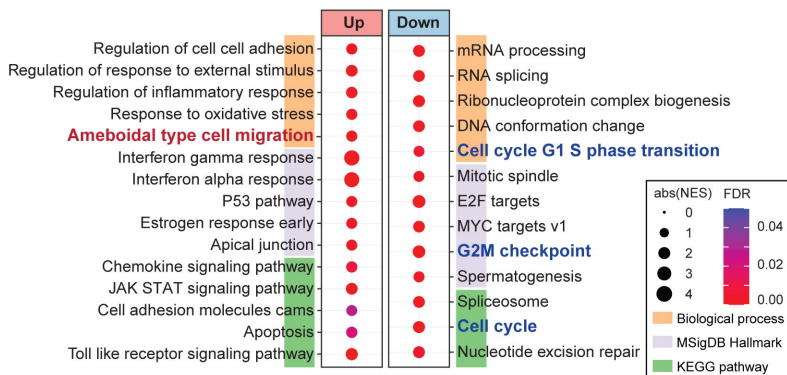 Up
Down
Regulation of cell cell adhesion
Regulation of response to external stimulus
Regulation of inflammatory response
Response to oxidative stress
Ameboidal type cell migration
Interferon gamma response
Interferon alpha response
P53 pathway
Estrogen response early
Apical junction
Chemokine signaling pathway
JAK STAT signaling pathway
Cell adhesion molecules cams
Apoptosis
Toll like receptor signaling pathway
mRNA processing
RNA splicing
Ribonucleoprotein complex biogenesis
DNA conformation change
Cell cycle G1 S phase transition
Mitotic spindle
E2F targets
MYC targets v1
G2M checkpoint
Spermatogenesis
Spliceosome
Cell cycle
Nucleotide excision repair
abs(NES)
0
1
2
3
4
FDR
0.04
0.02
0.00
Biological process
MSigDB Hallmark
KEGG pathway